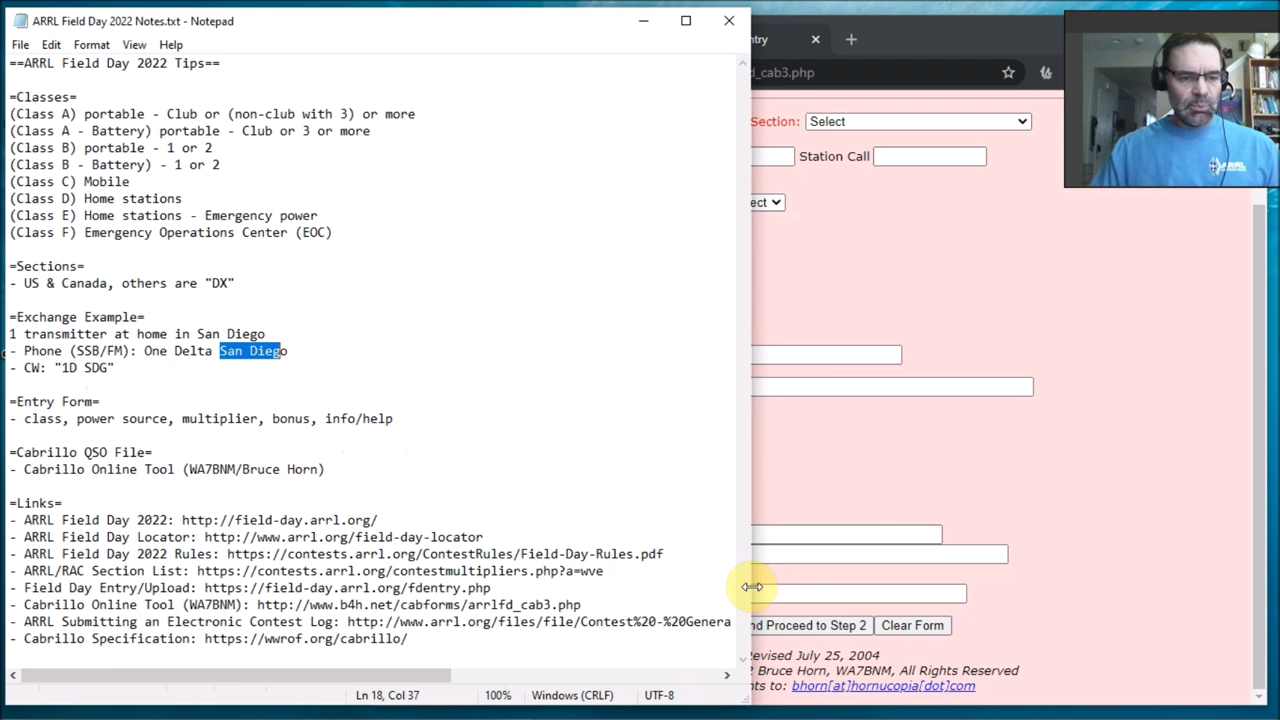 ARRL Field Day 2022 Notes.txt - Notepad
File Edit Format View Help
==ARRL Field Day 2022 Tips==
=Classes=
(Class A) portable - Club or (non-club with 3) or more
(Class A - Battery) portable - Club or 3 or more
(Class B) portable - 1 or 2
(Class B - Battery) - 1 or 2
(Class C) Mobile
(Class D) Home stations
(Class E) Home stations - Emergency power
(Class F) Emergency Operations Center (EOC)
=Sections=
- US & Canada, others are "DX"
=Exchange Example=
1 transmitter at home in San Diego
- Phone (SSB/FM): One Delta San Diego
- CW: "1D SDG"
=Entry Form=
- class, power source, multiplier, bonus, info/help
=Cabrillo QSO File=
- Cabrillo Online Tool (WA7BNM/Bruce Horn)
=Links=
- ARRL Field Day 2022: http://field-day.arrl.org/
- ARRL Field Day Locator: http://www.arrl.org/field-day-locator
- ARRL Field Day 2022 Rules: https://contests.arrl.org/ContestRules/Field-Day-Rules.pdf
- ARRL/RAC Section List: https://contests.arrl.org/contestmultipliers.php?a=wve
- Field Day Entry/Upload: https://field-day.arrl.org/fdentry.php
- Cabrillo Online Tool (WA7BNM): http://www.b4h.net/cabforms/arrlfd_cab3.php
- ARRL Submitting an Electronic Contest Log: http://www.arrl.org/files/file/Contest%20-%20Genera
- Cabrillo Specification: https://wwrof.org/cabrillo/
Ln 18, Col 37 100% Windows (CRLF) UTF-8
ntry
d_cab3.php
Section: Select
Station Call
ect
nd Proceed to Step 2 Clear Form
evised July 25, 2004
2 Bruce Horn, WA7BNM, All Rights Reserved
nts to: bhorn[at]hornucopia[dot]com
ARRL